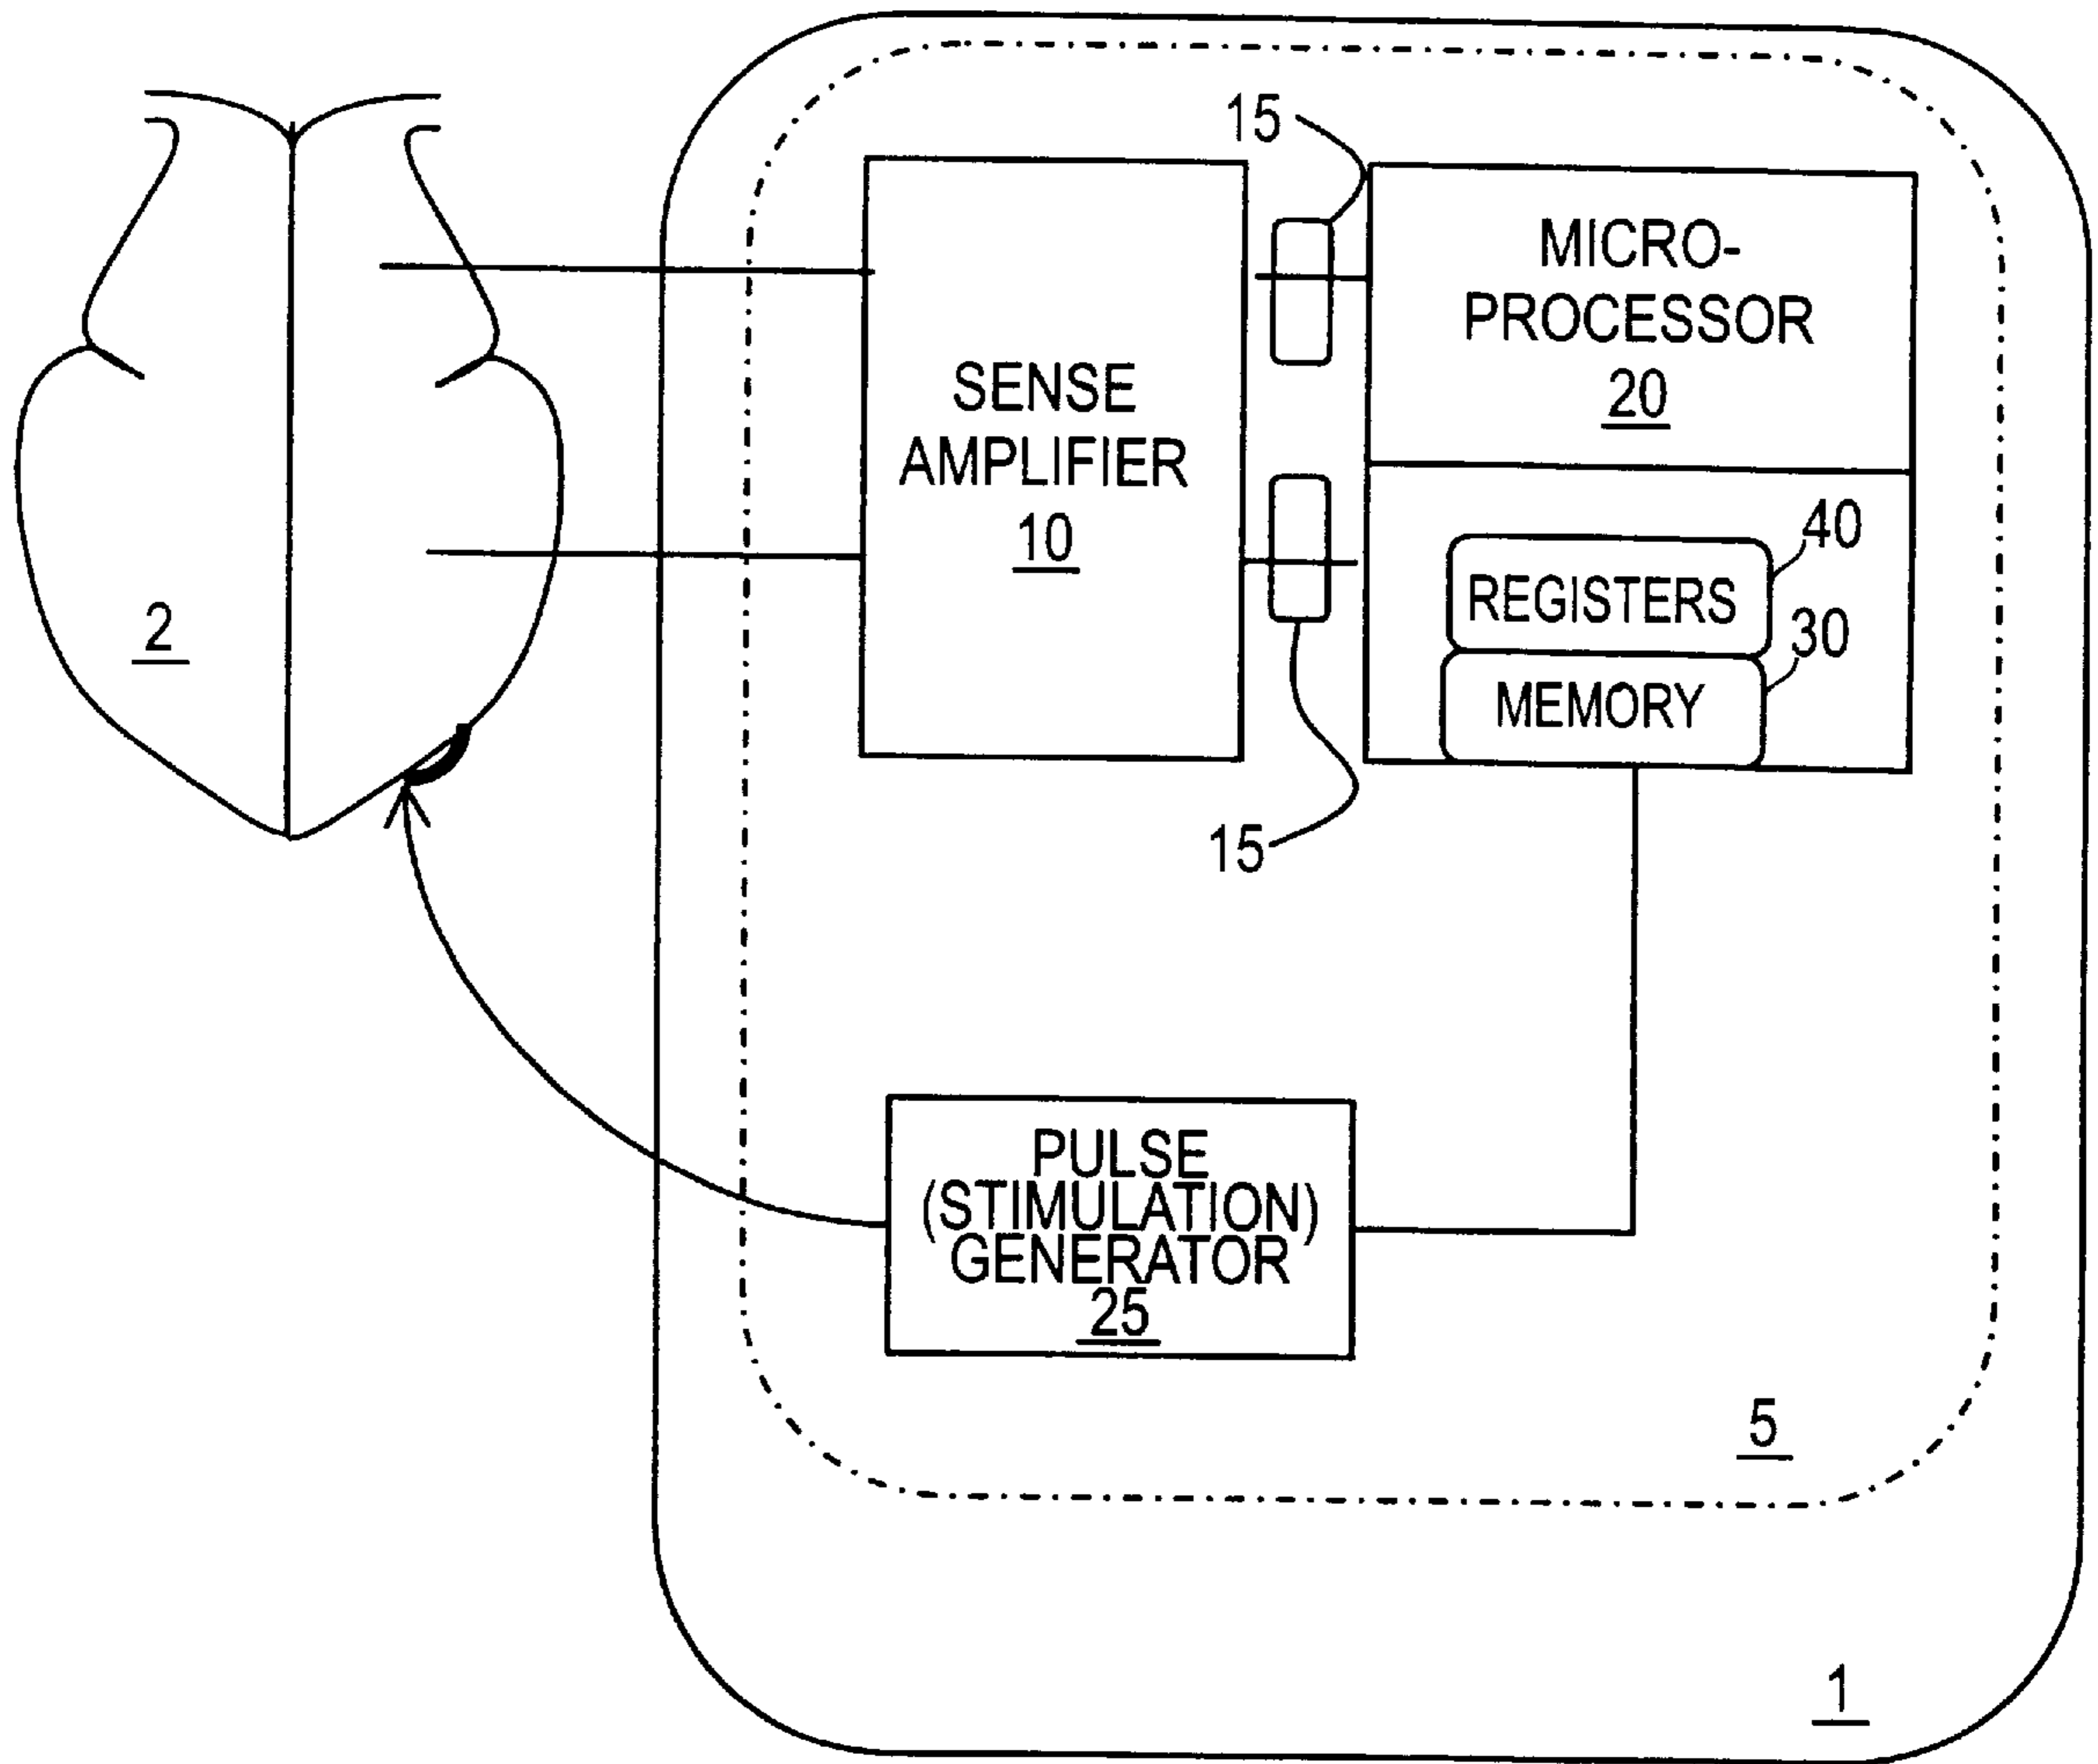 15
MICRO-
PROCESSOR
20
SENSE
AMPLIFIER
10
40
REGISTERS
30
MEMORY
2
15
PULSE
(STIMULATION)
GENERATOR
25
5
1